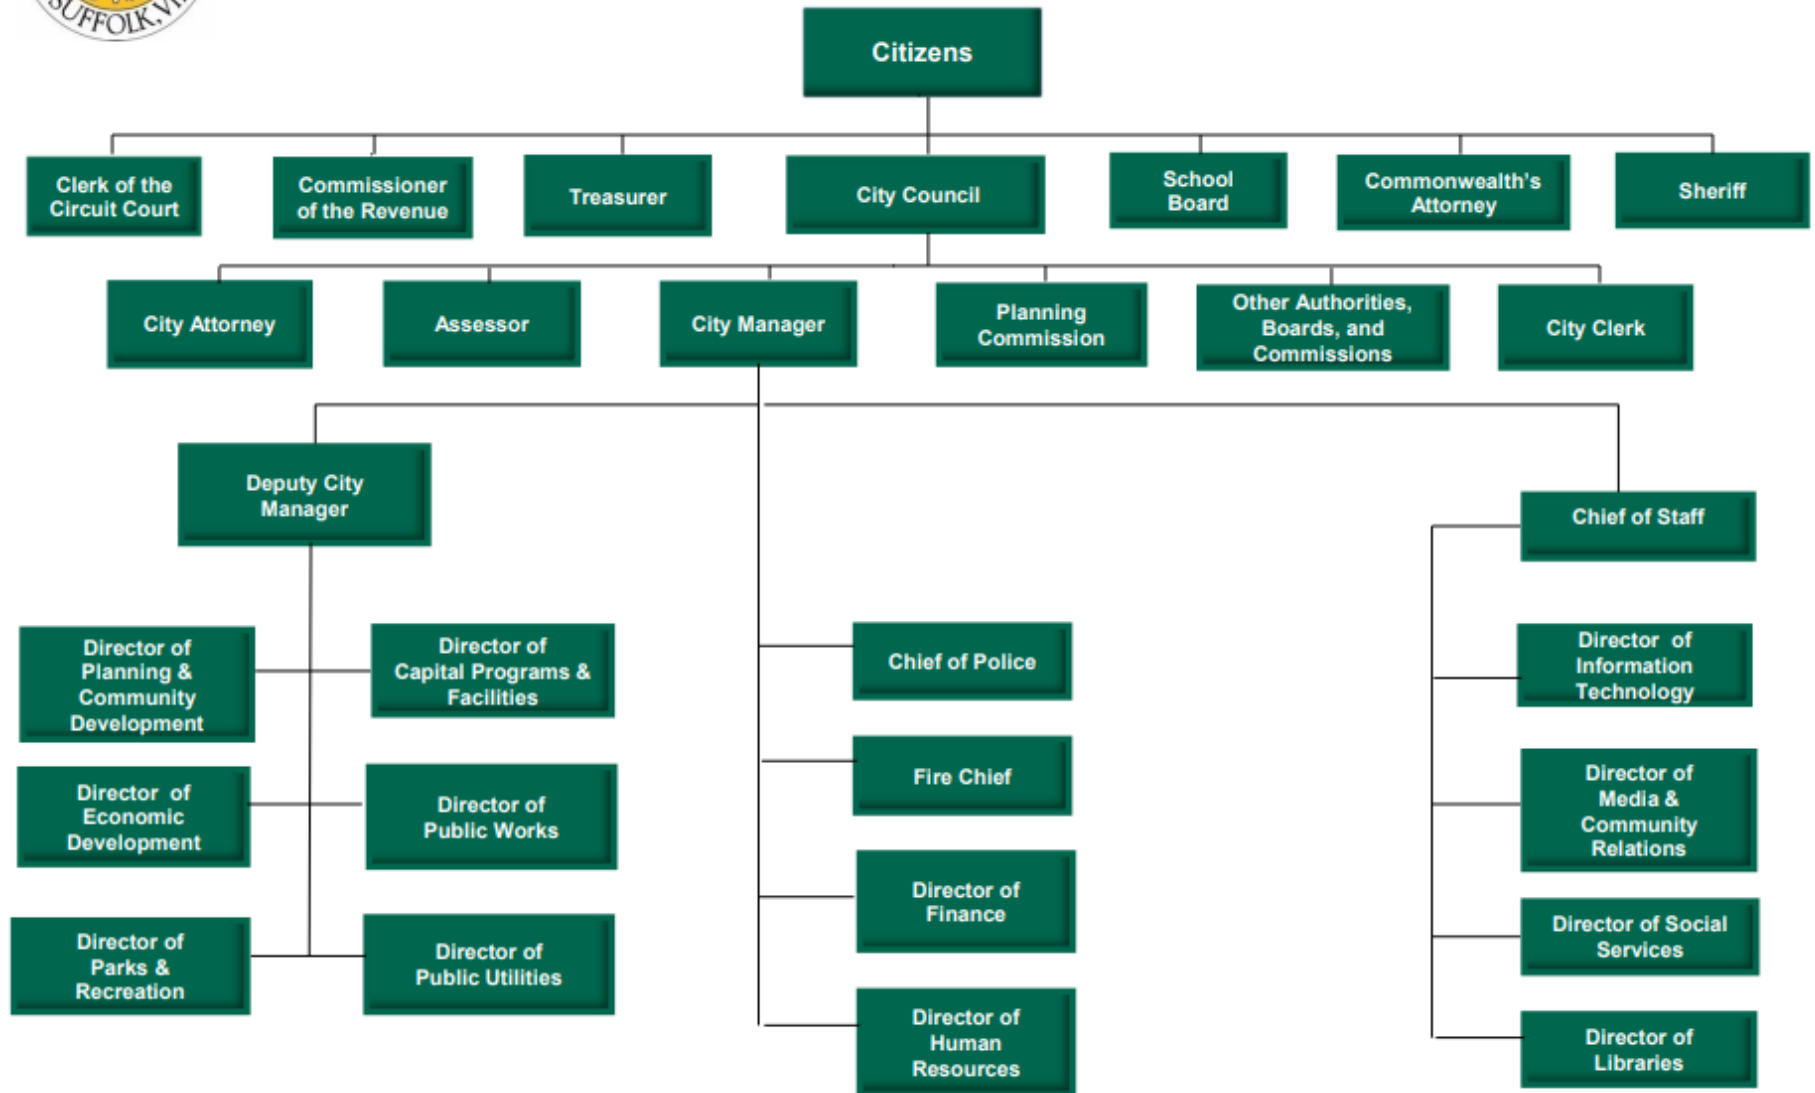 SUFFOLK,
Citizens
Clerk of the
Circuit Court
Commissioner
of the Revenue
Treasurer
City Council
School
Board
Commonwealth's
Attorney
Sheriff
City Attorney
Assessor
City Manager
Planning
Commission
Other Authorities,
Boards, and
Commissions
City Clerk
Deputy City
Manager
Chief of Staff
Director of
Planning &
Community
Development
Director of
Capital Programs &
Facilities
Chief of Police
Director of
Information
Technology
Director of
Economic
Development
Director of
Public Works
Fire Chief
Director of
Media &
Community
Relations
Director of
Parks &
Recreation
Director of
Public Utilities
Director of
Finance
Director of Social
Services
Director of
Human
Resources
Director of
Libraries